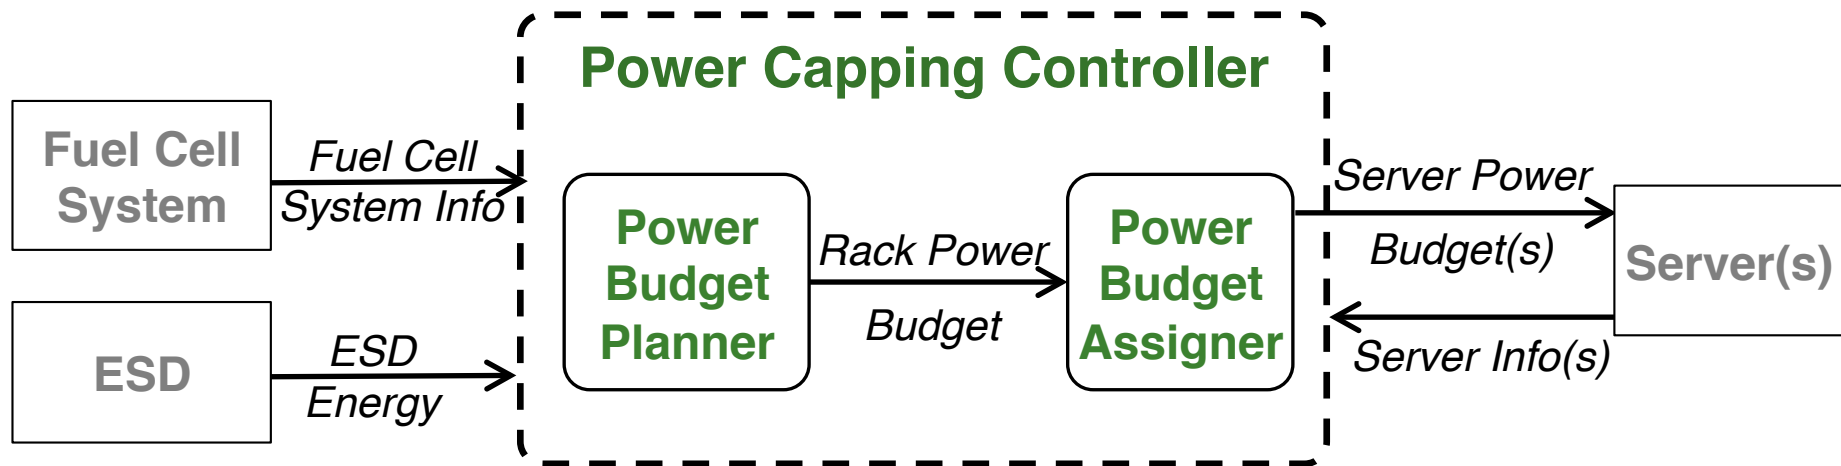 Power Capping Controller
Fuel Cell
System
Fuel Cell
System Info
ESD
ESD
Energy
Power
Budget
Planner
Rack Power
Budget
Power
Budget
Assigner
Server Power
Budget(s)
Server Info(s)
Server(s)